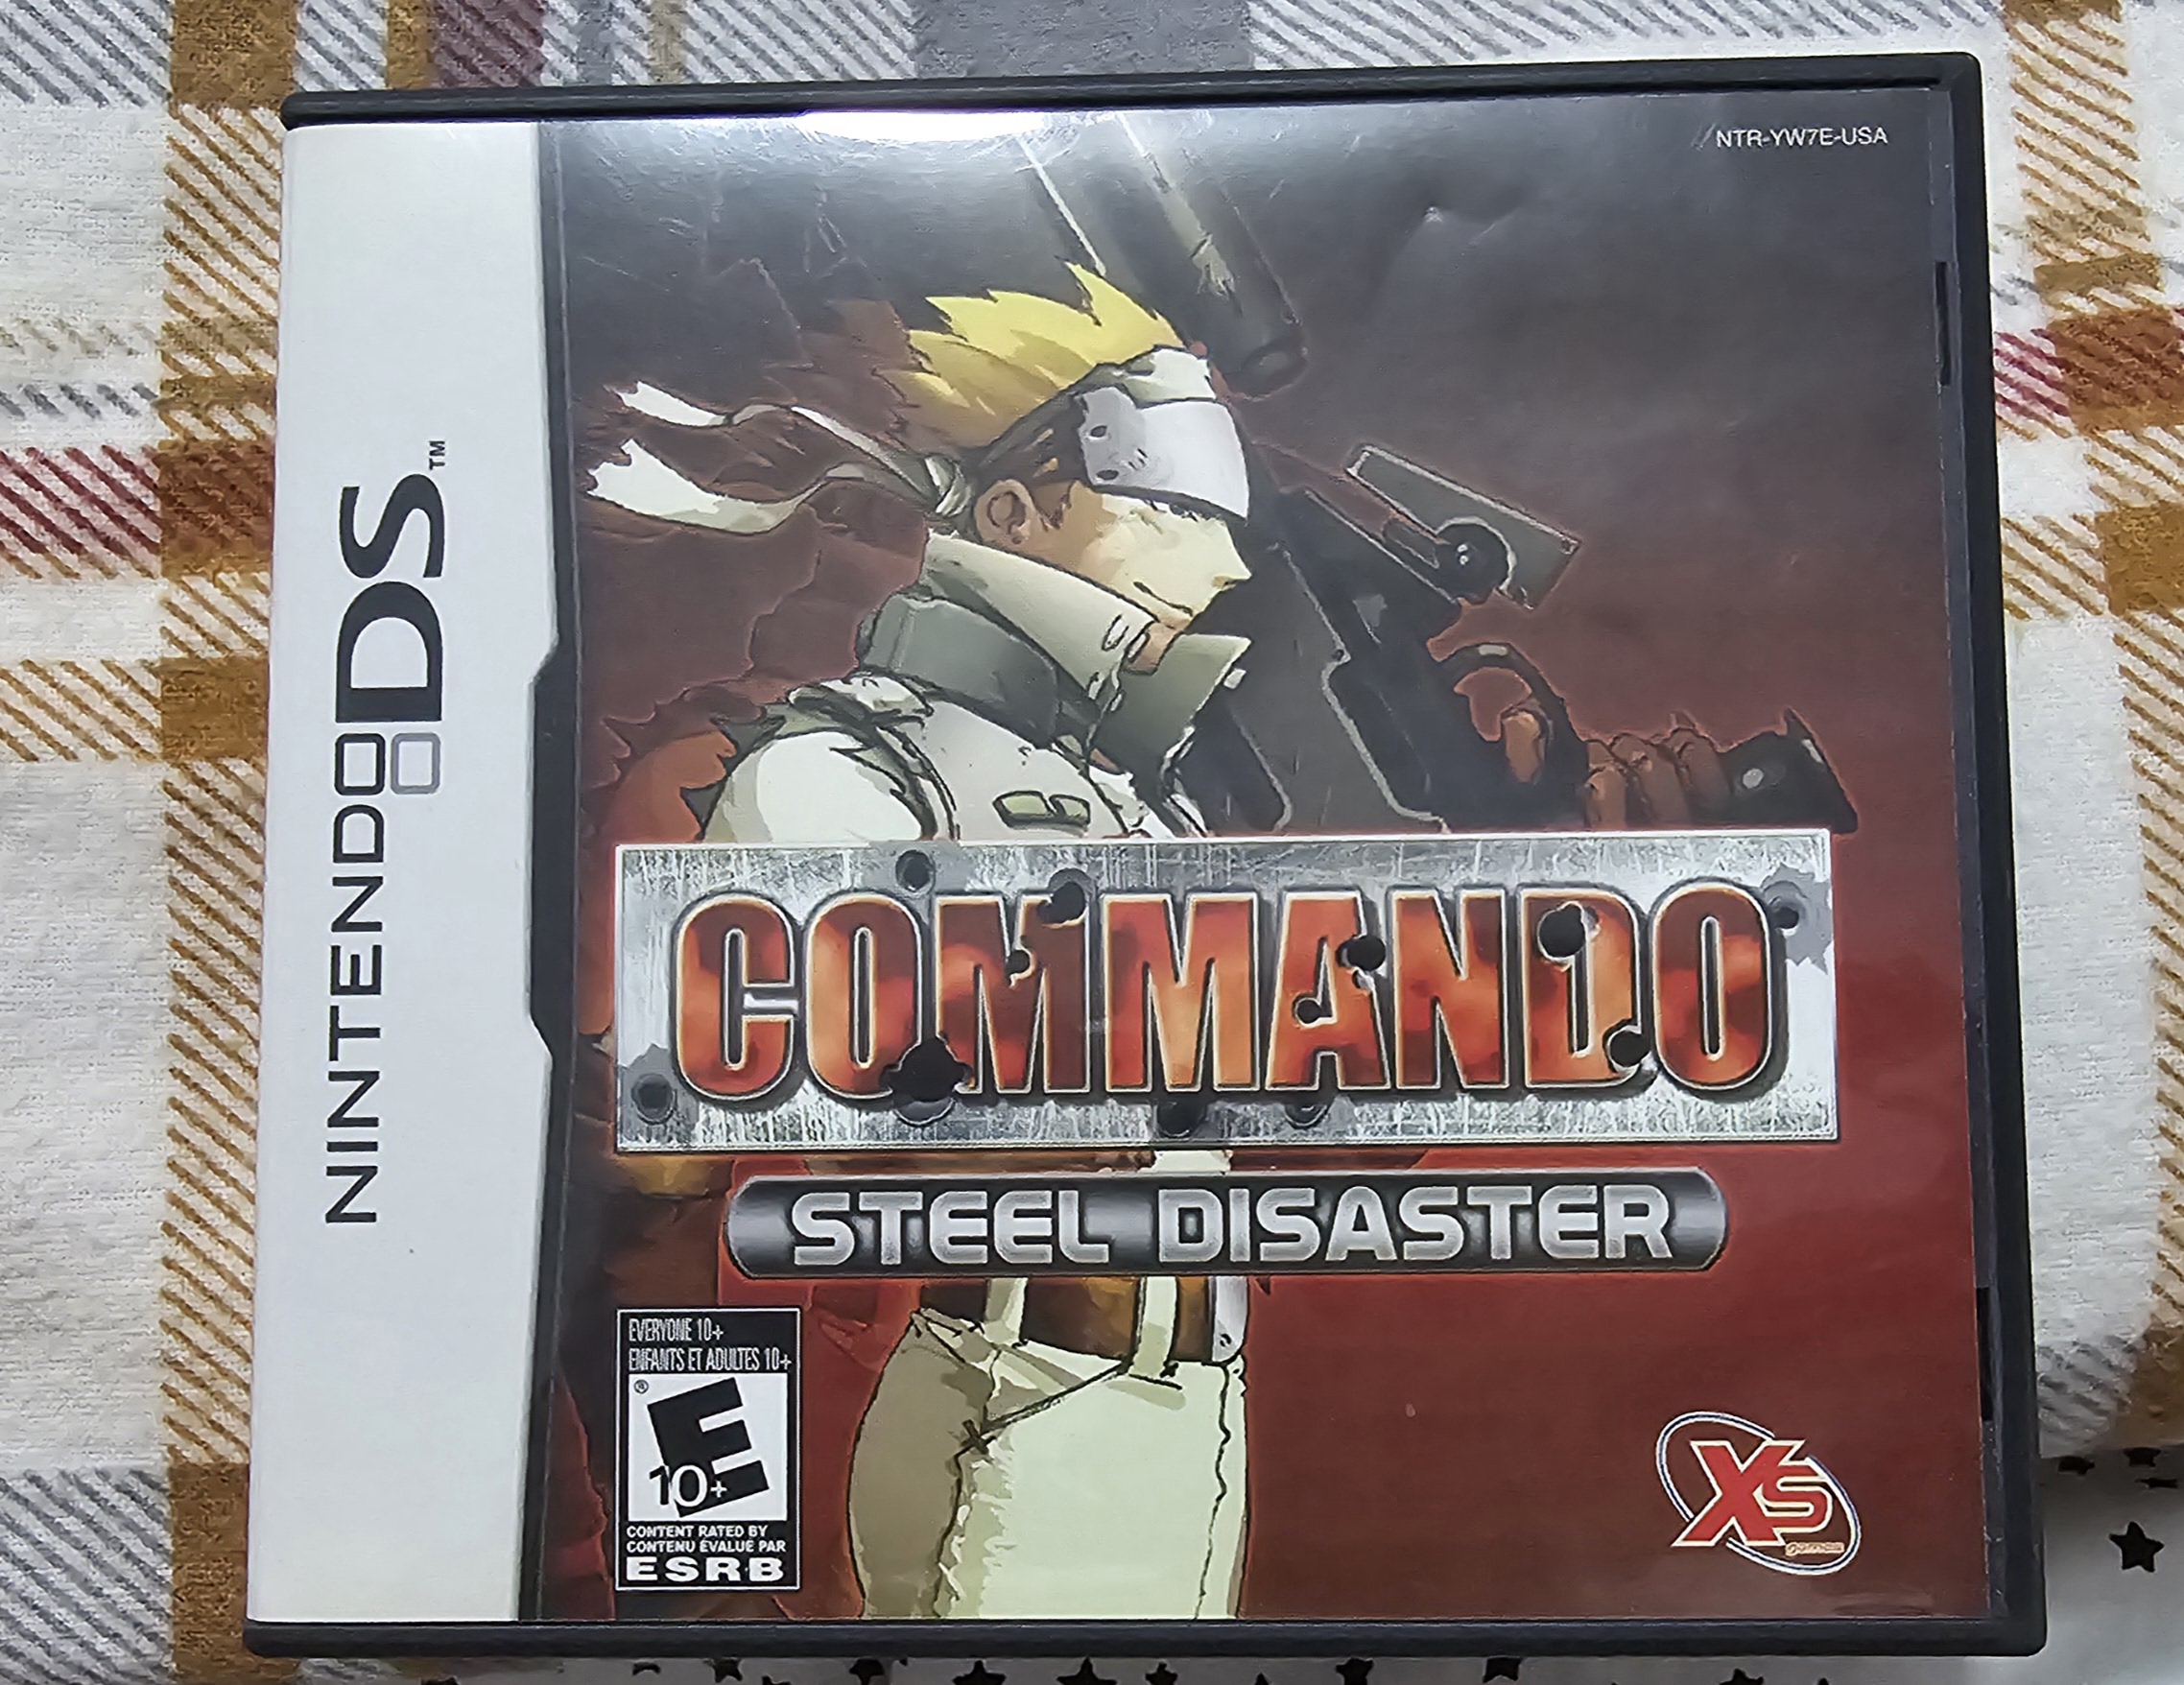 NTR-YW7E-USA
NINTENDO DS™
COMMANDO
STEEL DISASTER
EVERYONE 10+
ENFANTS ET ADULTES 10+
®
E
10+
CONTENT RATED BY
CONTENU ÉVALUÉ PAR
ESRB
XS
games